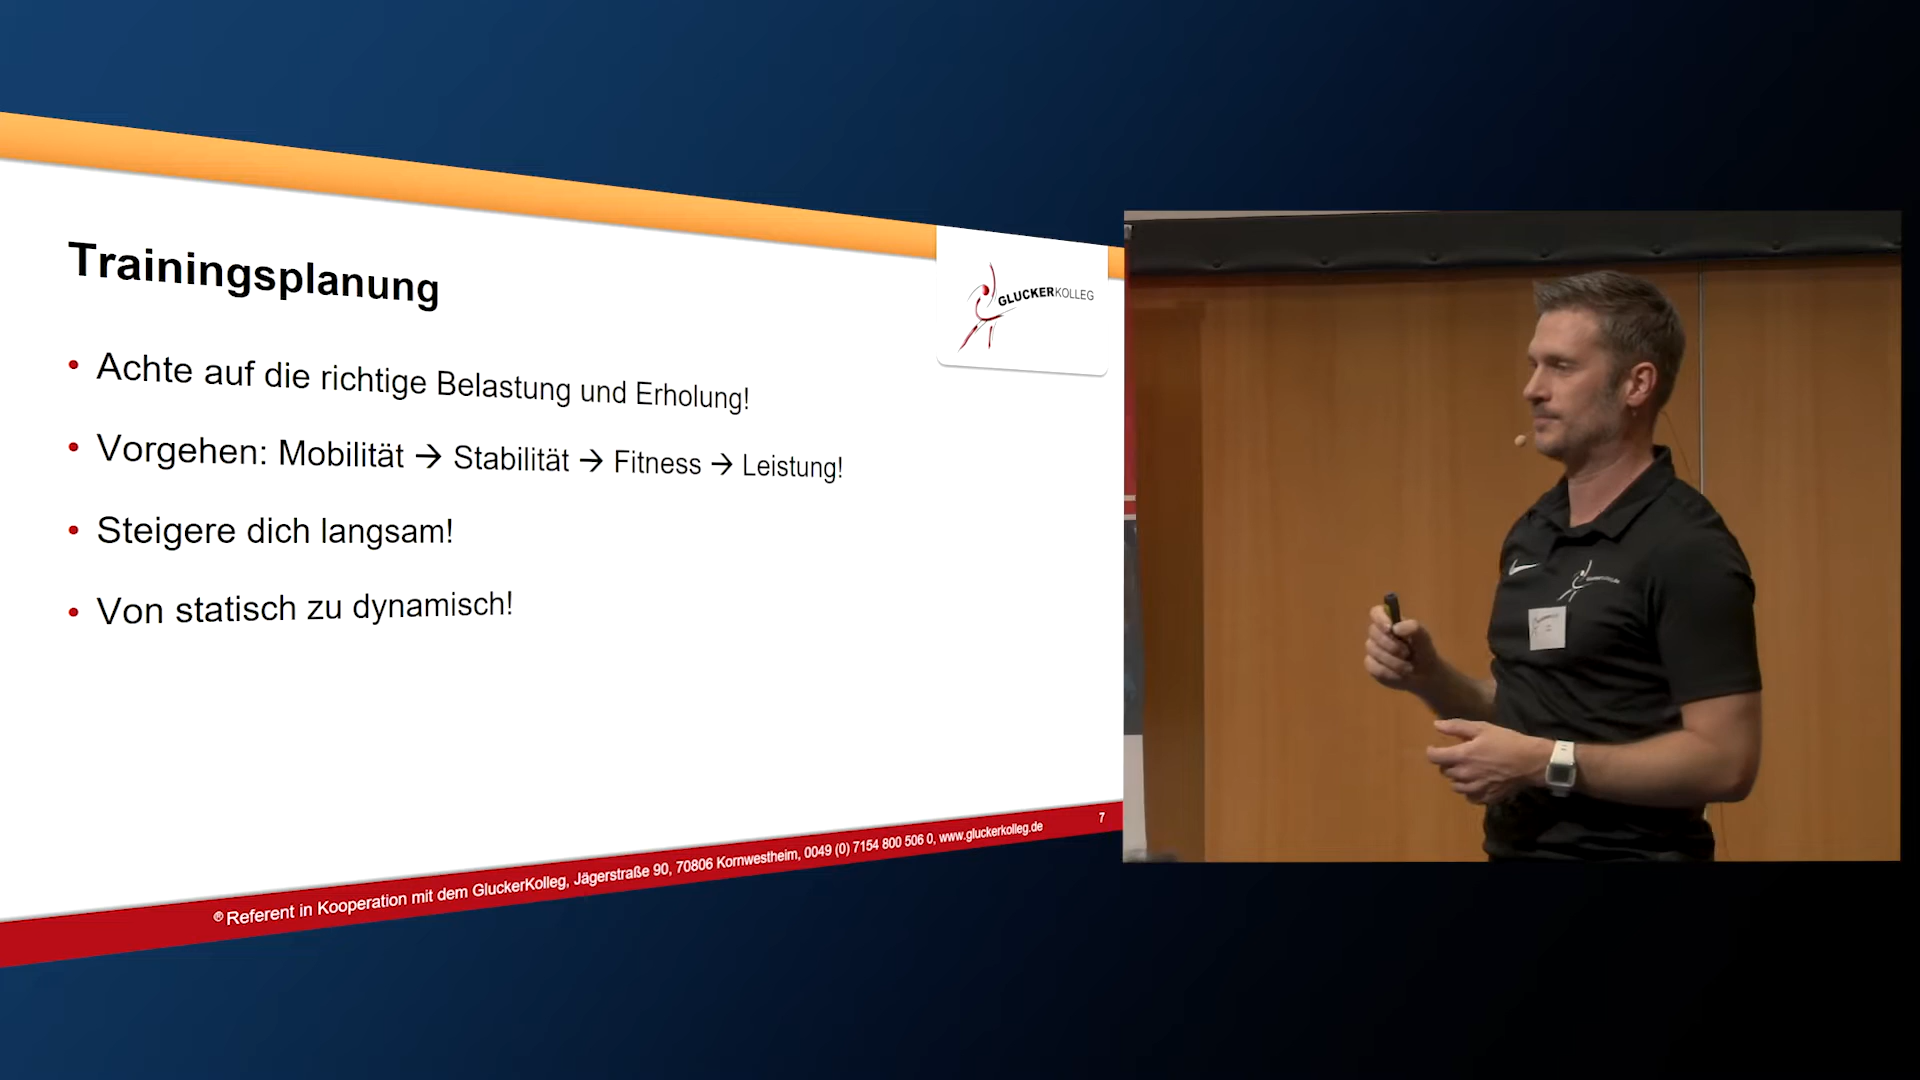 Trainingsplanung
GLUCKERKOLLEG
• Achte auf die richtige Belastung und Erholung!
• Vorgehen: Mobilität → Stabilität → Fitness → Leistung!
• Steigere dich langsam!
• Von statisch zu dynamisch!
7
® Referent in Kooperation mit dem GluckerKolleg, Jägerstraße 90, 70806 Kornwestheim, 0049 (0) 7154 800 506 0, www.gluckerkolleg.de